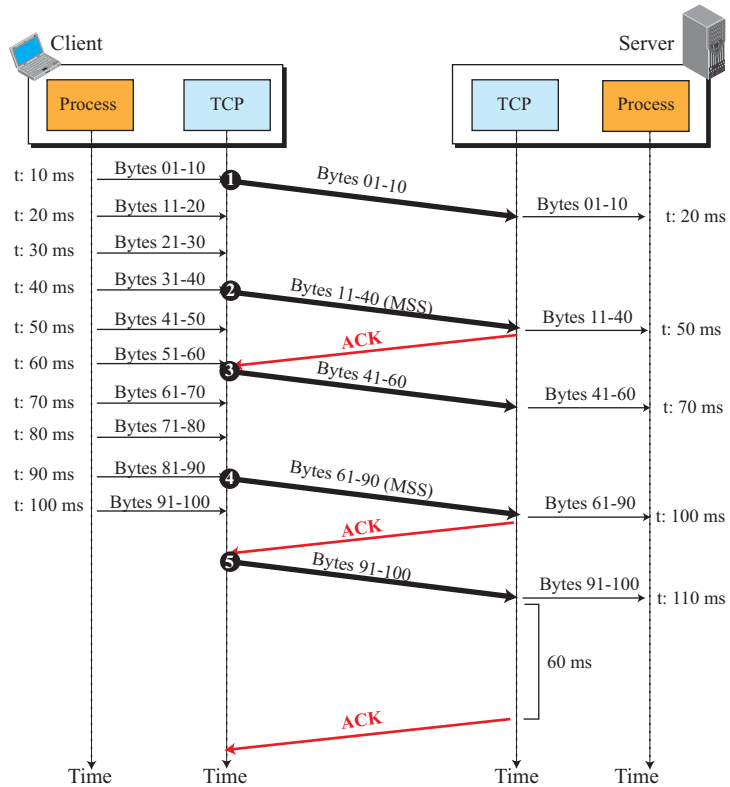 Client
Server
Process
TCP
TCP
Process
t: 10 ms
Bytes 01-10
1
Bytes 01-10
Bytes 01-10
t: 20 ms
t: 20 ms
Bytes 11-20
t: 30 ms
Bytes 21-30
t: 40 ms
Bytes 31-40
2
Bytes 11-40 (MSS)
Bytes 11-40
t: 50 ms
t: 50 ms
Bytes 41-50
ACK
t: 60 ms
Bytes 51-60
3
Bytes 41-60
Bytes 41-60
t: 70 ms
t: 70 ms
Bytes 61-70
t: 80 ms
Bytes 71-80
t: 90 ms
Bytes 81-90
4
Bytes 61-90 (MSS)
Bytes 61-90
t: 100 ms
t: 100 ms
Bytes 91-100
ACK
5
Bytes 91-100
Bytes 91-100
t: 110 ms
60 ms
ACK
Time
Time
Time
Time